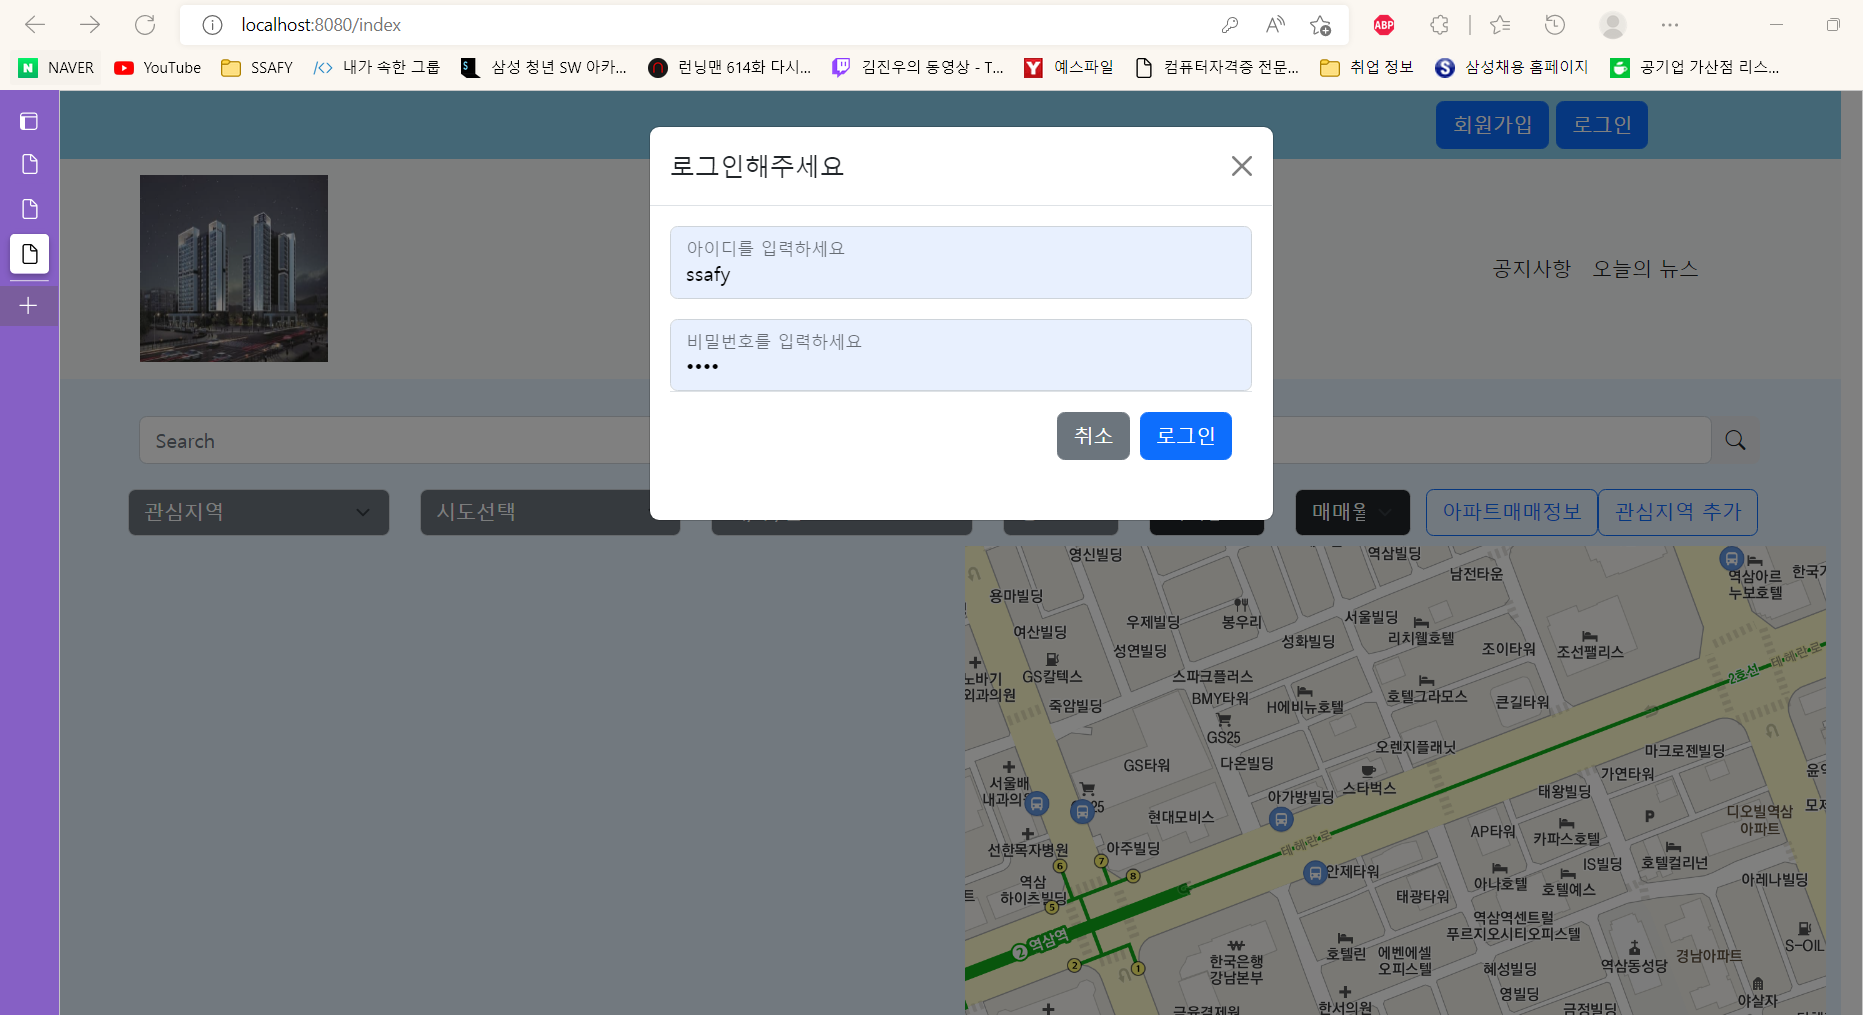 localhost:8080/index
NAVER
YouTube
SSAFY
내가 속한 그룹
삼성 청년 SW 아카...
런닝맨 614화 다시...
김진우의 동영상 - T...
예스파일
컴퓨터자격증 전문...
취업 정보
삼성채용 홈페이지
공기업 가산점 리스...
회원가입
로그인
로그인해주세요
아이디를 입력하세요
ssafy
비밀번호를 입력하세요
••••
취소
로그인
공지사항
오늘의 뉴스
Search
관심지역
시도선택
매매월
아파트매매정보
관심지역 추가
영신빌딩
역삼빌딩
남전타운
역삼아르
누보호텔
용마빌딩
여산빌딩
우제빌딩
봉우리
서울빌딩
리치웰호텔
성화빌딩
성연빌딩
조이타워
조선팰리스
GS칼텍스
노바기
외과의원
스파크플러스
BMY타워
H에비뉴호텔
호텔그라모스
큰길타워
2호선
테헤란로
죽암빌딩
GS25
오렌지플래닛
마크로젠빌딩
GS타워
다온빌딩
가연타워
서울배
내과의원
스타벅스
아가방빌딩
태왕빌딩
현대모비스
디오빌역삼
아파트
AP타워
카파스호텔
P
선한목자병원
아주빌딩
테헤란로
IS빌딩
호텔컬리넌
역삼
하이츠빌딩
안제타워
아나호텔
호텔예스
아레나빌딩
태광타워
6
7
8
5
2 역삼역
2
1
역삼역센트럴
푸르지오시티오피스텔
한국은행
강남본부
호텔린
에벤에셀
오피스텔
혜성빌딩
역삼동성당
경남아파트
S-OIL
영빌딩
야살자
금융결제원
한서의원
금정빌딩